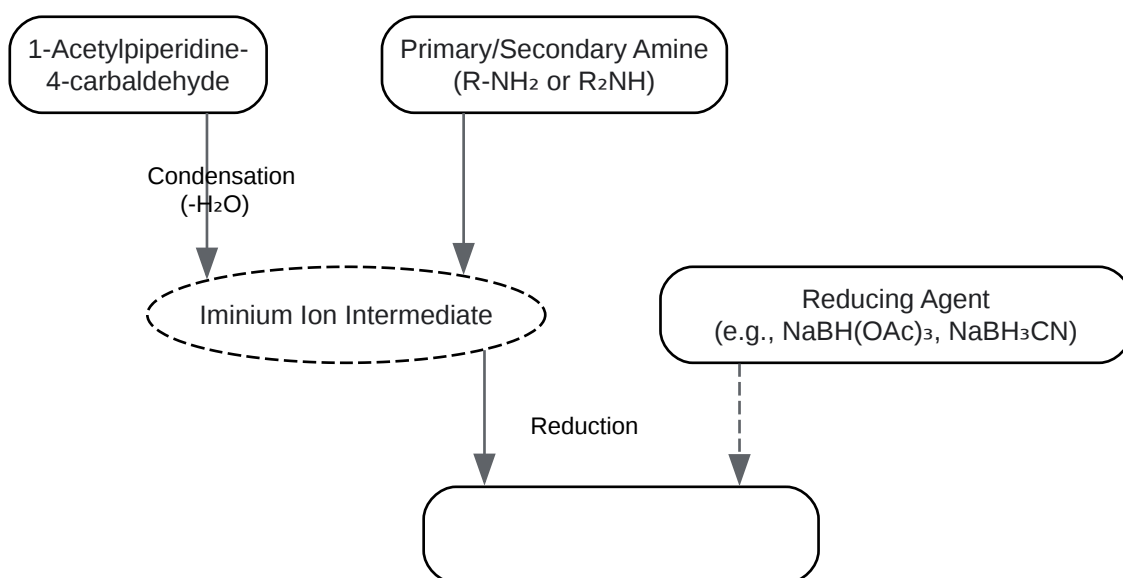 1-Acetylpiperidine-
4-carbaldehyde
Primary/Secondary Amine
(R-NH₂ or R₂NH)
Condensation
(-H₂O)
Iminium Ion Intermediate
Reducing Agent
(e.g., NaBH(OAc)₃, NaBH₃CN)
Reduction